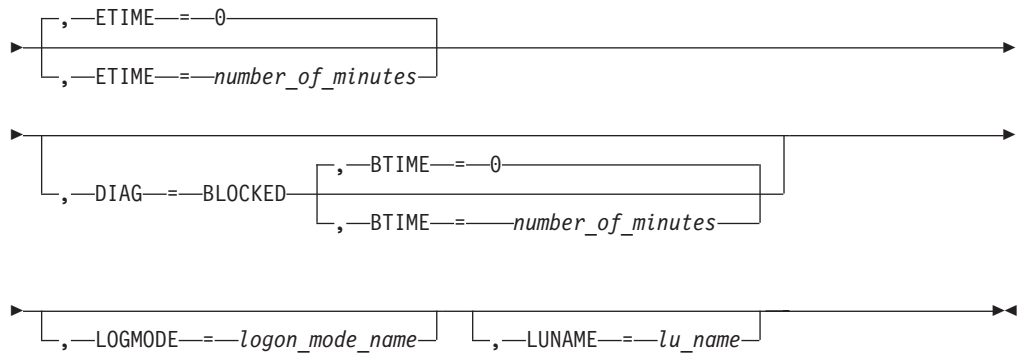 , ETIME = 0
, ETIME = number_of_minutes
, BTIME = 0
, DIAG = BLOCKED
, BTIME = number_of_minutes
, LOGMODE = logon_mode_name , LUNAME = lu_name